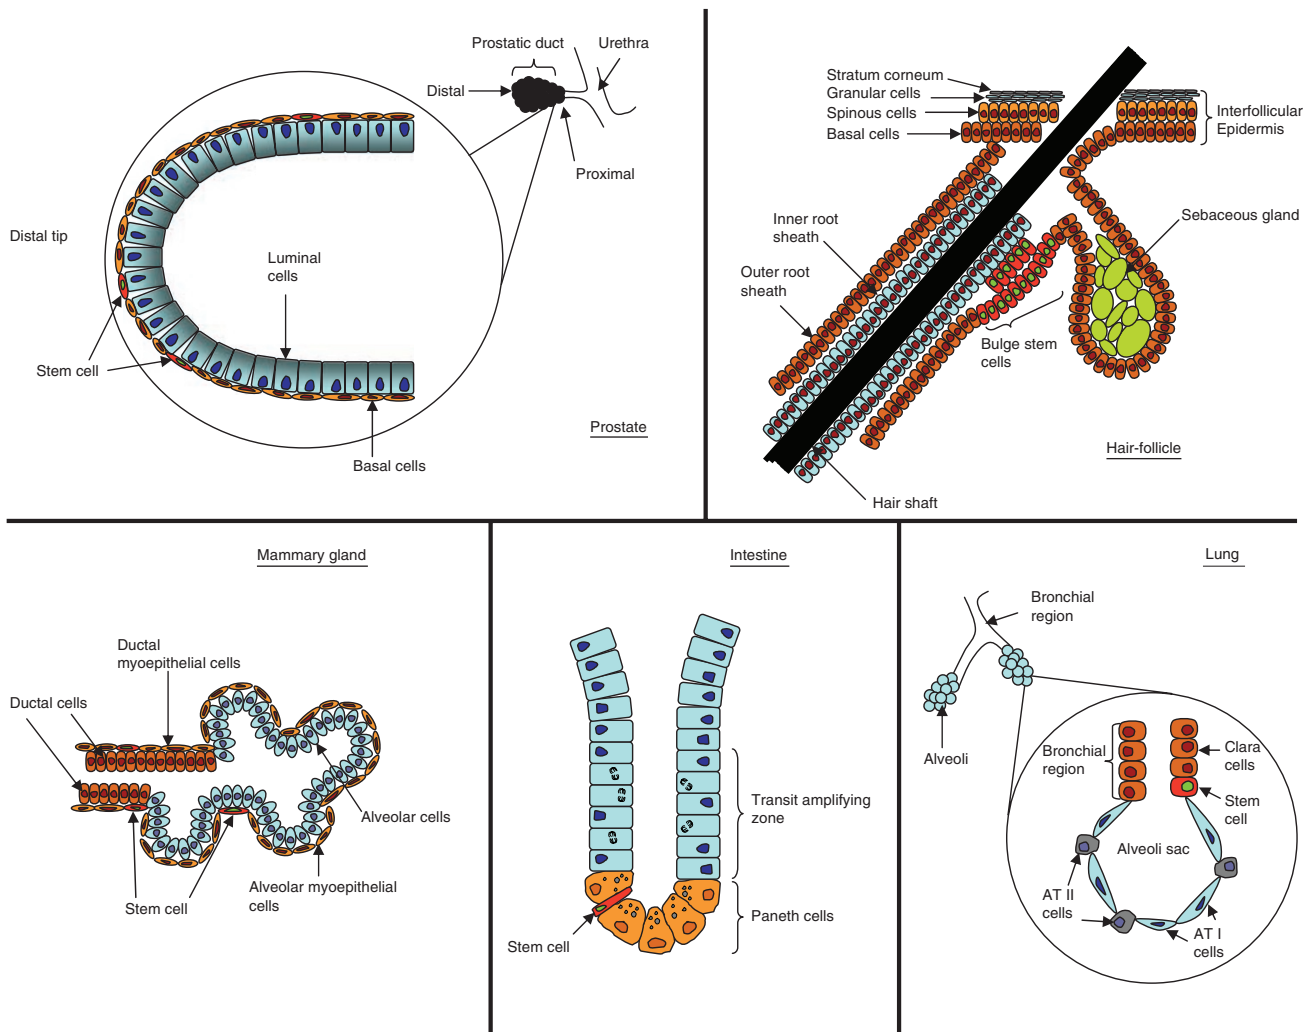 Prostatic duct
Urethra
Distal
Proximal
Distal tip
Luminal
cells
Stem cell
Basal cells
Prostate
Stratum corneum
Granular cells
Spinous cells
Basal cells
Interfollicular
Epidermis
Inner root
sheath
Sebaceous gland
Outer root
sheath
Bulge stem
cells
Hair-follicle
Hair shaft
Mammary gland
Ductal
myoepithelial cells
Ductal cells
Alveolar cells
Alveolar myoepithelial
cells
Stem cell
Intestine
Transit amplifying
zone
Paneth cells
Stem cell
Lung
Bronchial
region
Alveoli
Bronchial
region
Clara
cells
Stem
cell
Alveoli sac
AT II
cells
AT I
cells